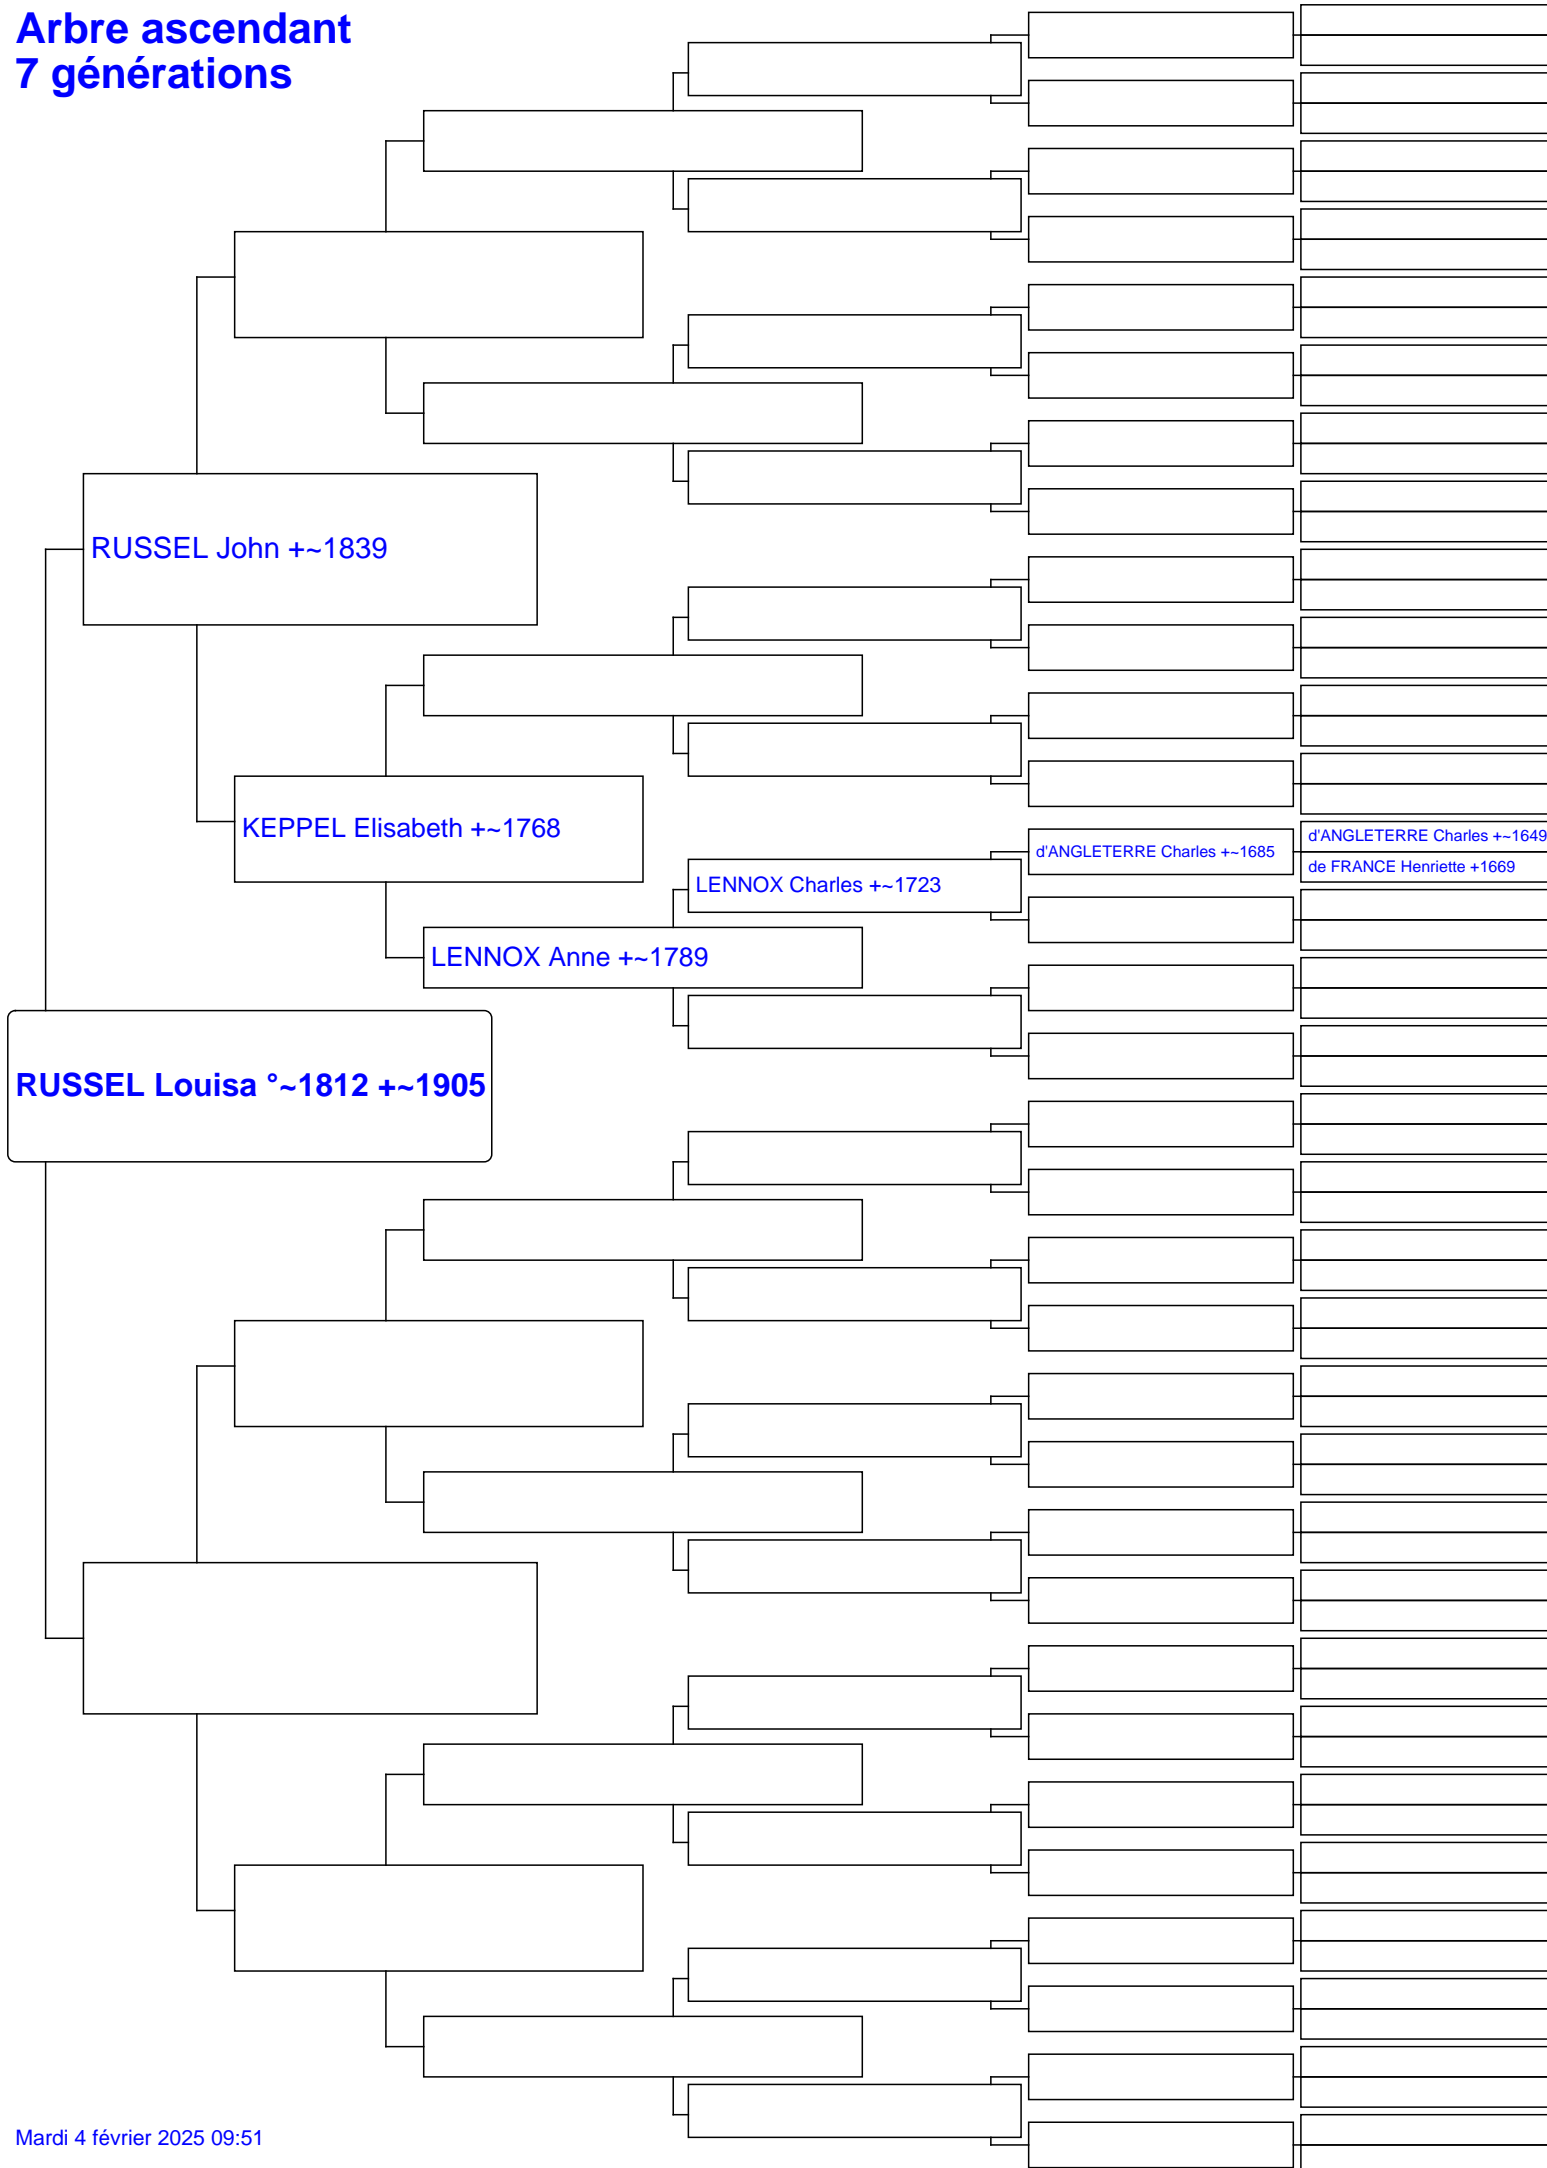 Arbre ascendant
7 générations
RUSSEL John +~1839
KEPPEL Elisabeth +~1768
d'ANGLETERRE Charles +~1649
d'ANGLETERRE Charles +~1685
de FRANCE Henriette +1669
LENNOX Charles +~1723
LENNOX Anne +~1789
RUSSEL Louisa °~1812 +~1905
Mardi 4 février 2025 09:51